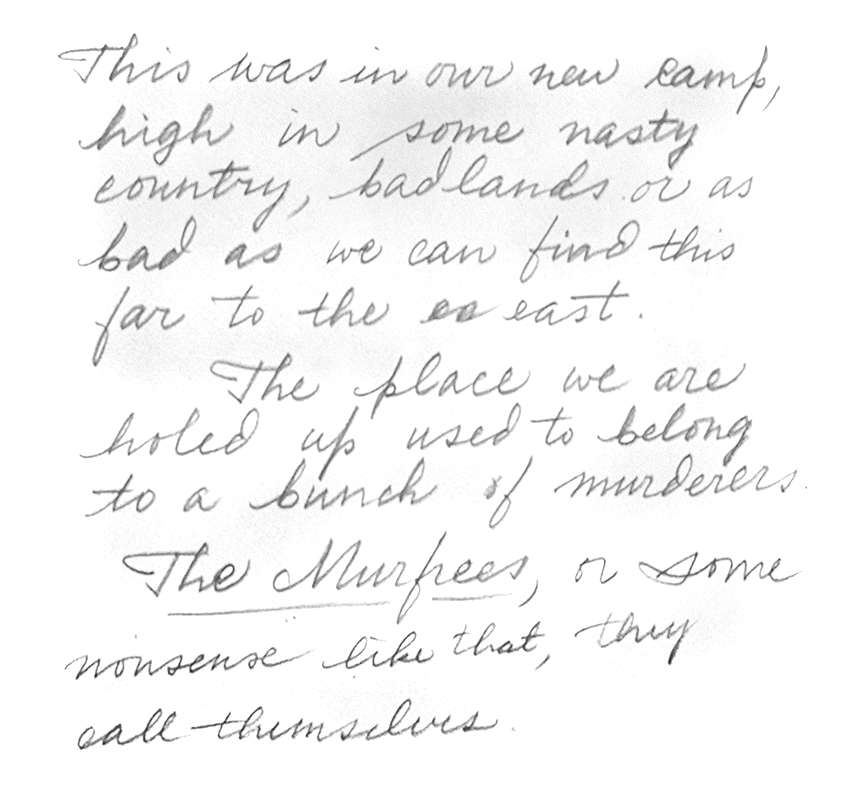 This was in our new camp,
high in some nasty
country, badlands or as
bad as we can find this
far to the east.
The place we are
holed up used to belong
to a bunch of murderers.
The Murfrees, or some
nonsense like that, they
call themselves.